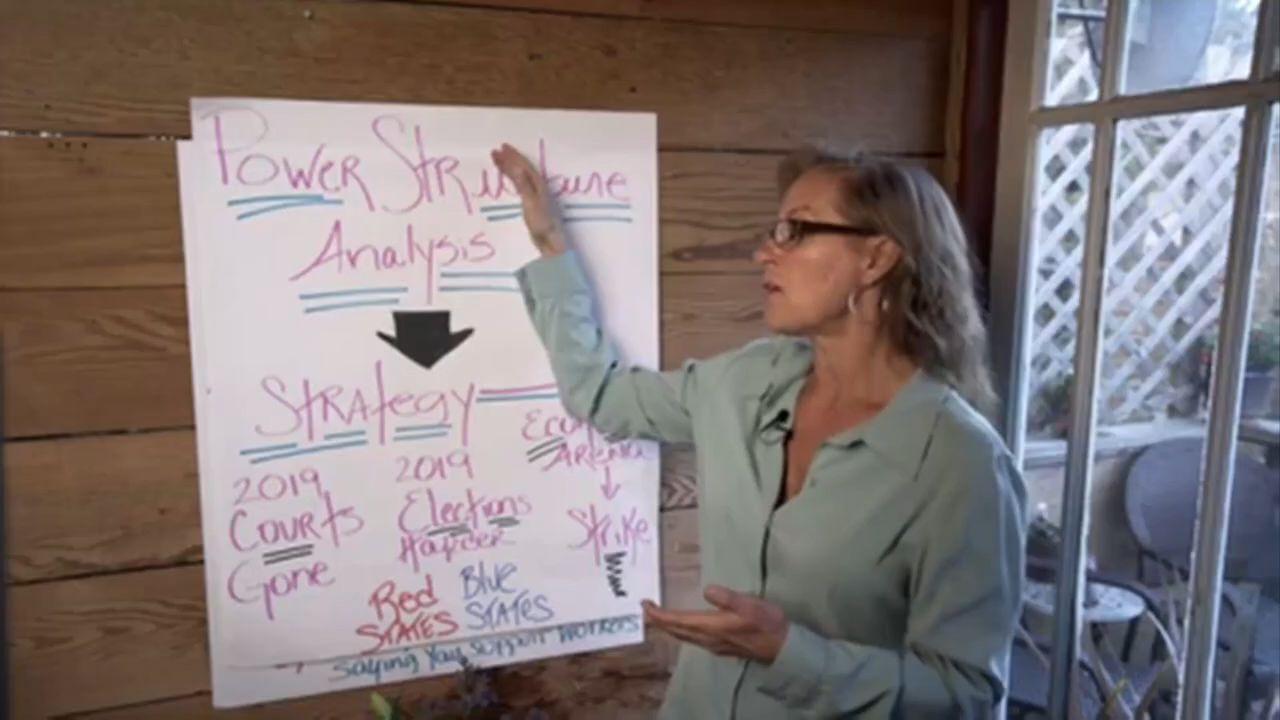 Power Structure
Analysis
Strategy
Arena
2019
Courts
Gone
2019
Elections
Harder
Red
States
Blue
States
Strike
Saying you support workers